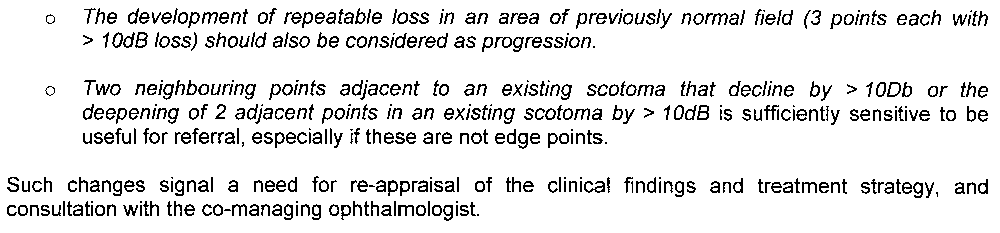 o The development of repeatable loss in an area of previously normal field (3 points each with
> 10dB loss) should also be considered as progression.
o Two neighbouring points adjacent to an existing scotoma that decline by > 10Db or the
deepening of 2 adjacent points in an existing scotoma by > 10dB is sufficiently sensitive to be
useful for referral, especially if these are not edge points.
Such changes signal a need for re-appraisal of the clinical findings and treatment strategy, and
consultation with the co-managing ophthalmologist.